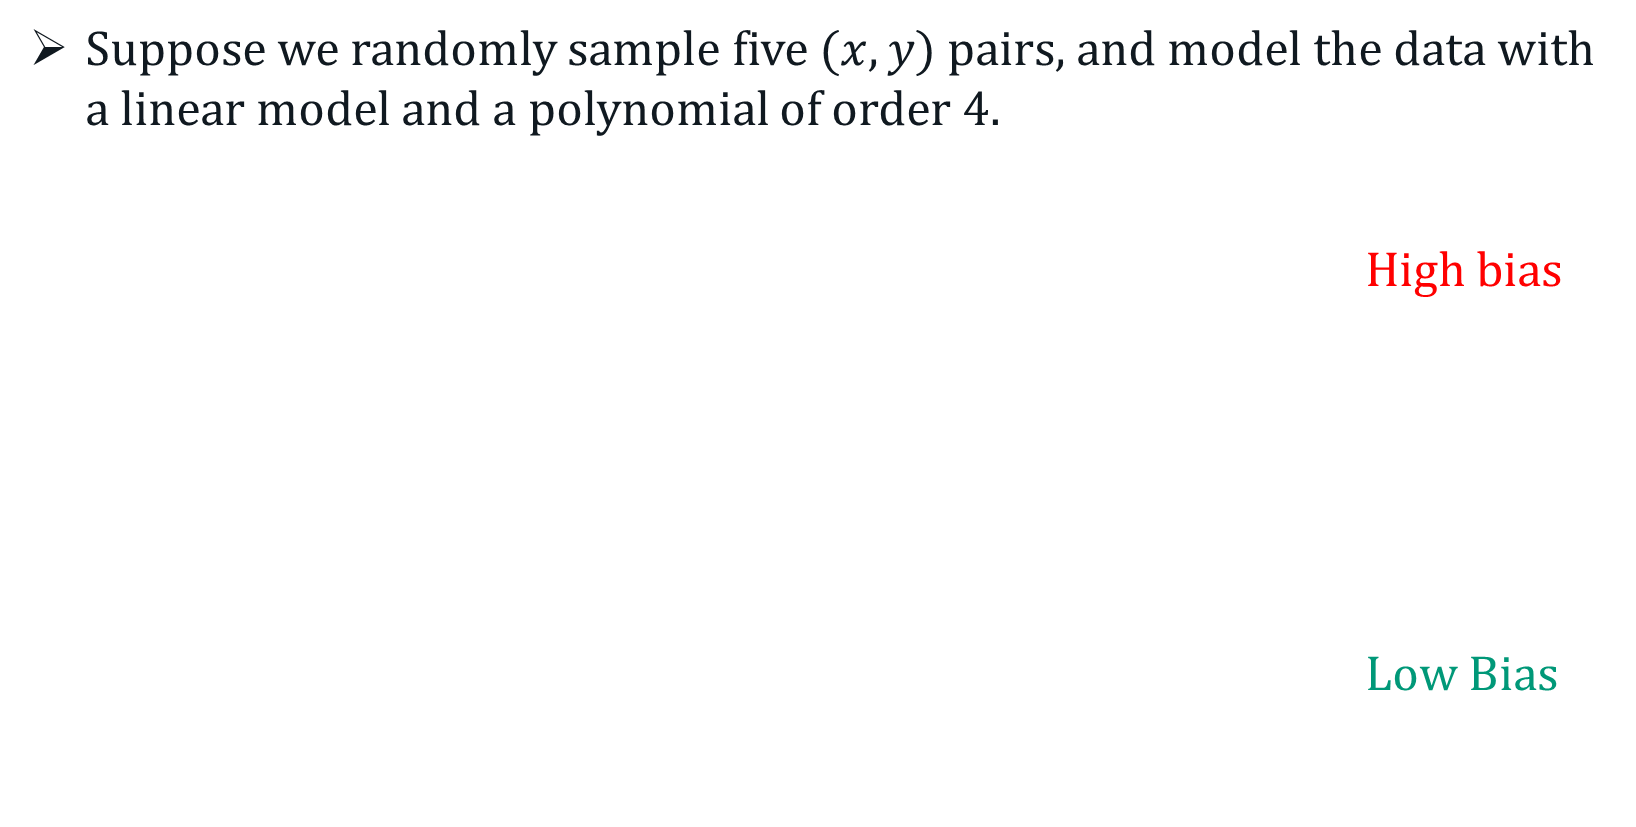 ➢ Suppose we randomly sample five (x, y) pairs, and model the data with
a linear model and a polynomial of order 4.
High bias
Low Bias